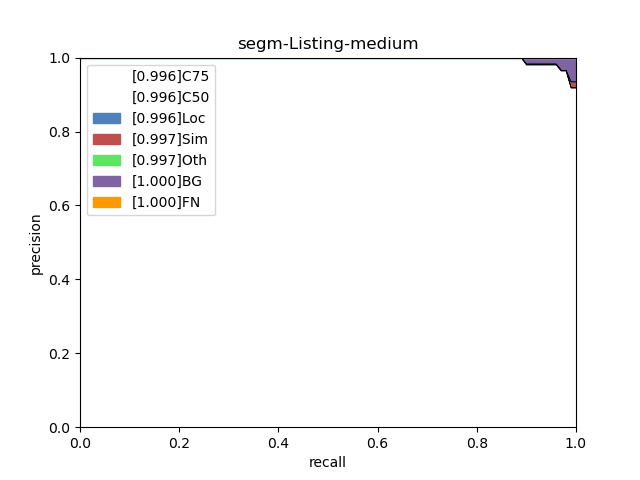 segm-Listing-medium
1.0
0.8
0.6
0.4
0.2
0.0
precision
[0.996]C75
[0.996]C50
[0.996]Loc
[0.997]Sim
[0.997]Oth
[1.000]BG
[1.000]FN
0.0 0.2 0.4 0.6 0.8 1.0
recall